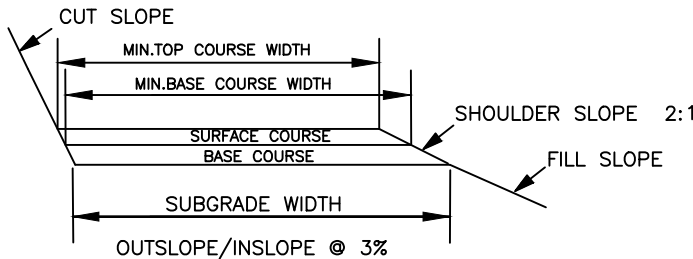 CUT SLOPE
MIN.TOP COURSE WIDTH
MIN.BASE COURSE WIDTH
SHOULDER SLOPE 2:1
SURFACE COURSE
BASE COURSE
FILL SLOPE
SUBGRADE WIDTH
OUTSLOPE/INSLOPE @ 3%